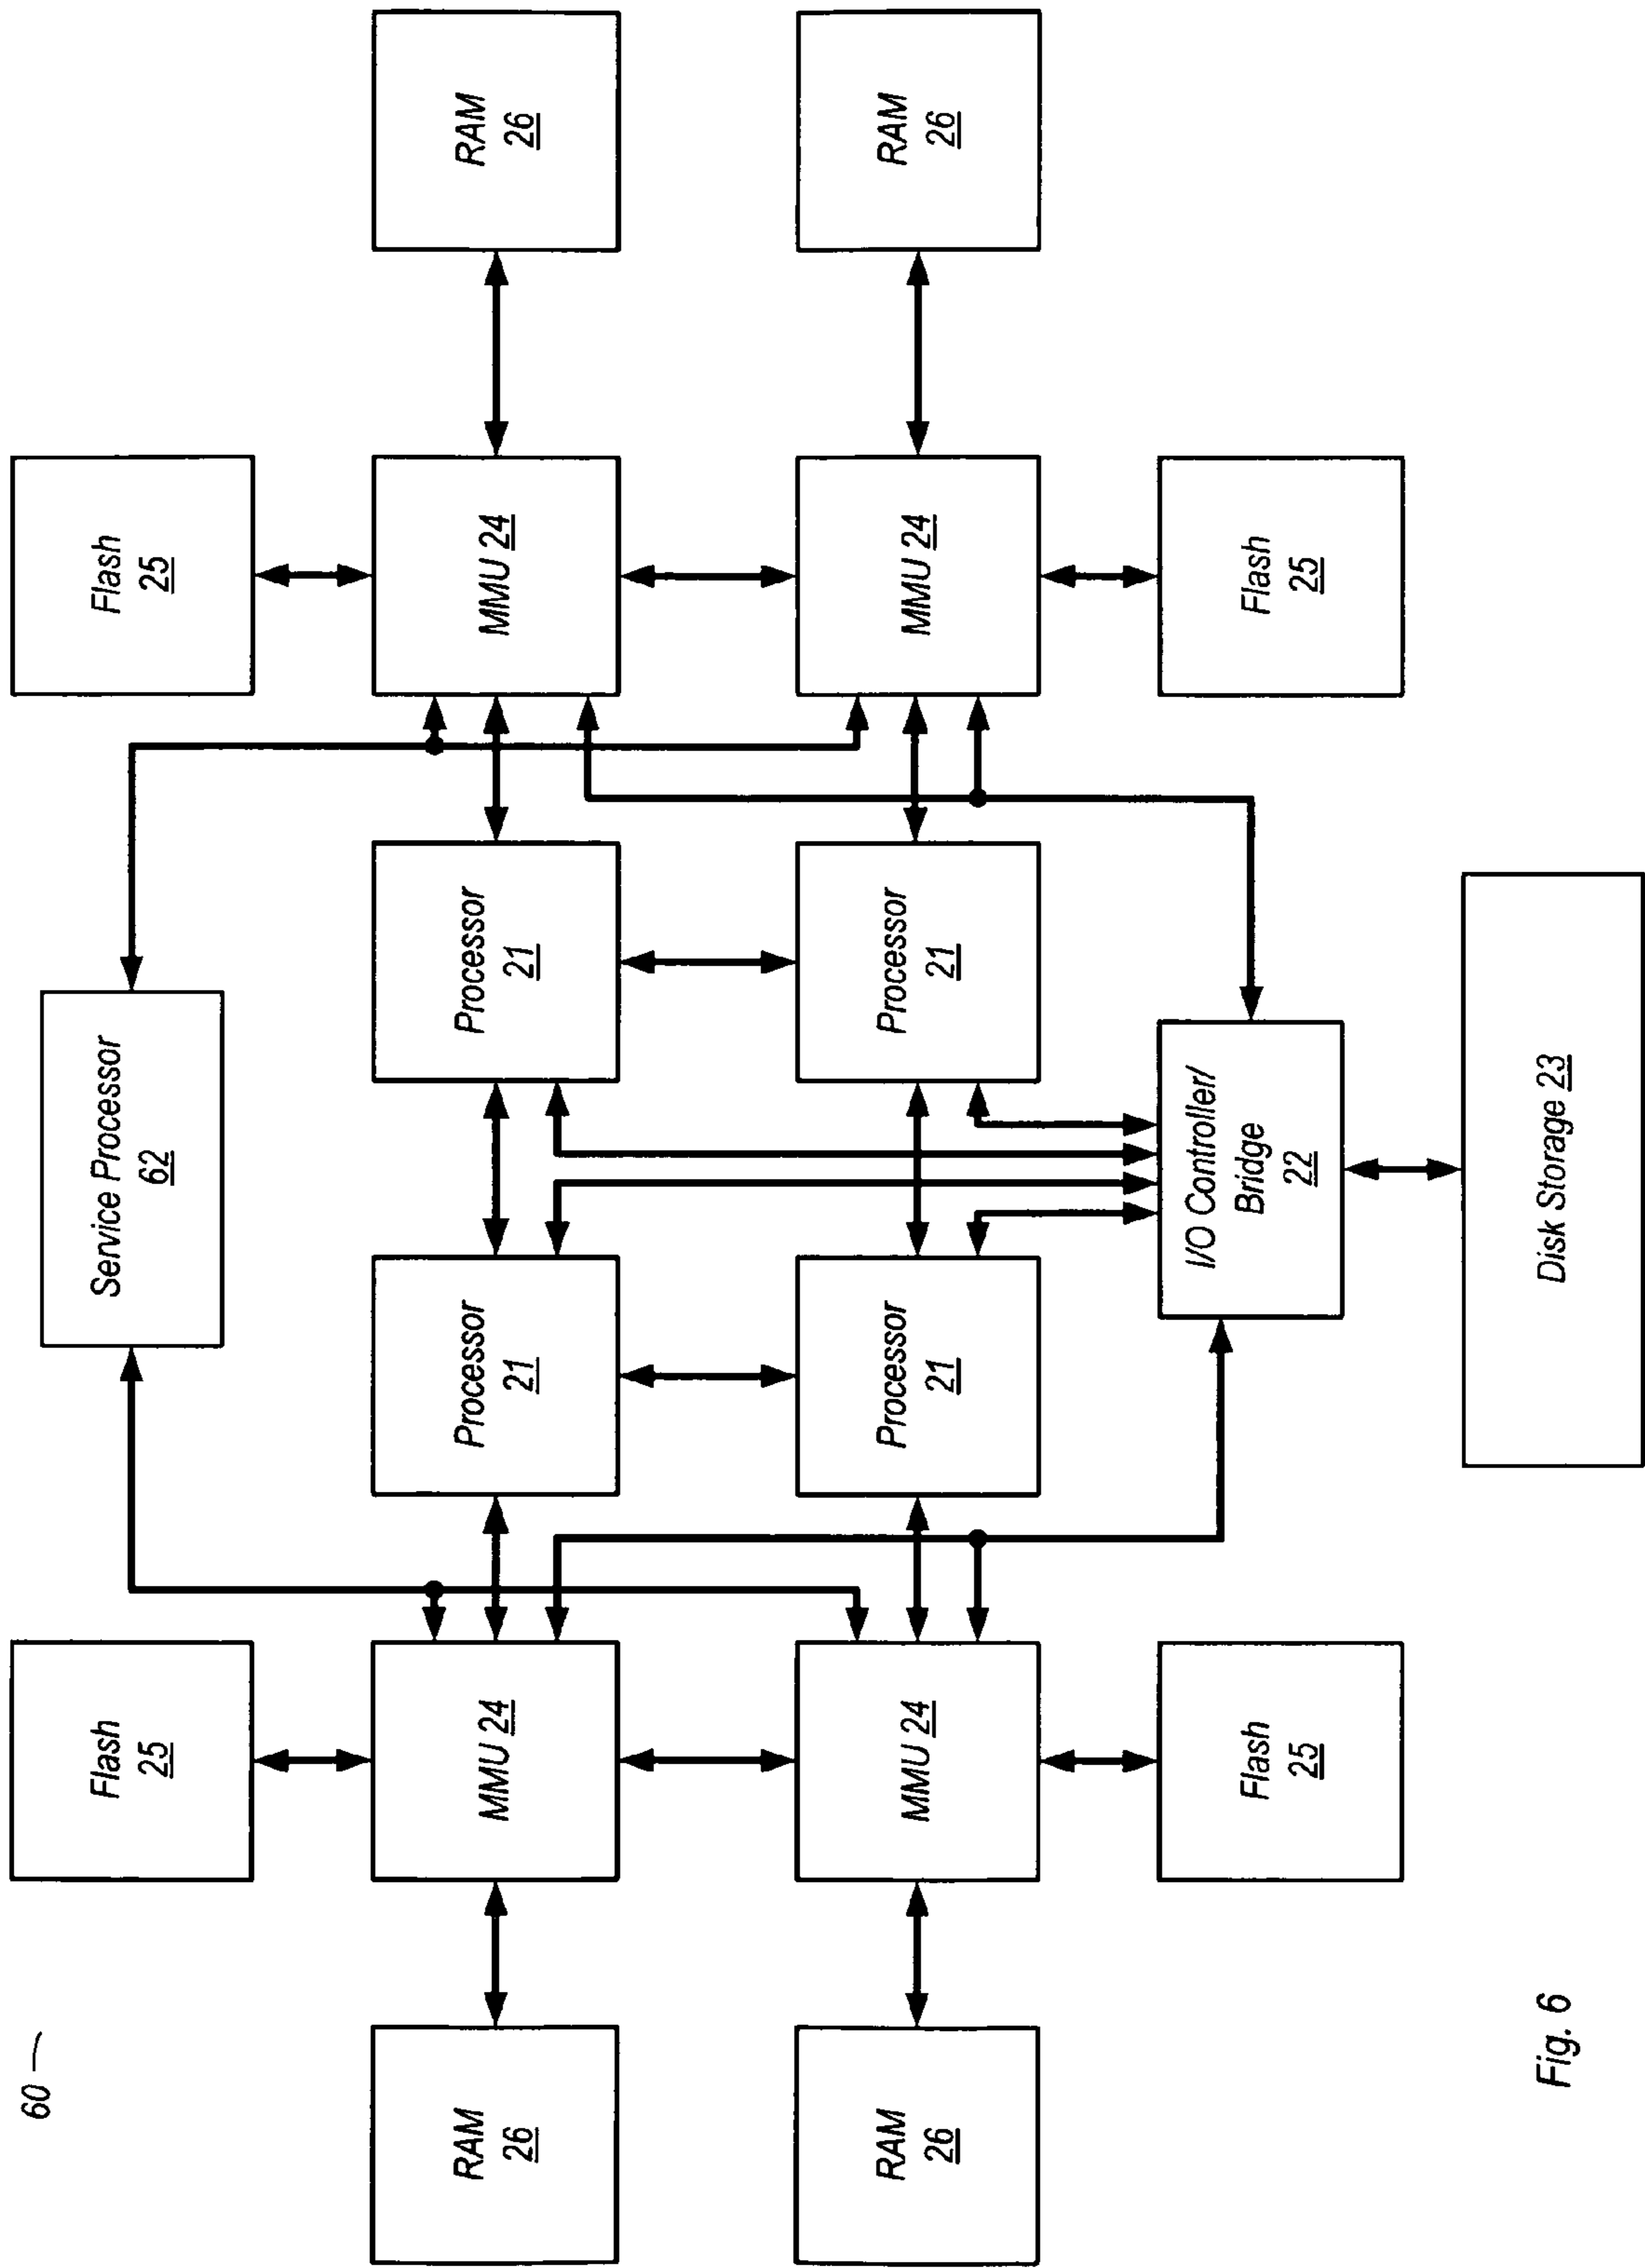 60
Flash
25
Service Processor
62
Flash
25
RAM
26
MMU 24
Processor
21
Processor
21
MMU 24
RAM
26
RAM
26
MMU 24
Processor
21
Processor
21
MMU 24
RAM
26
Flash
25
I/O Controller/
Bridge
22
Flash
25
Disk Storage 23
Fig. 6